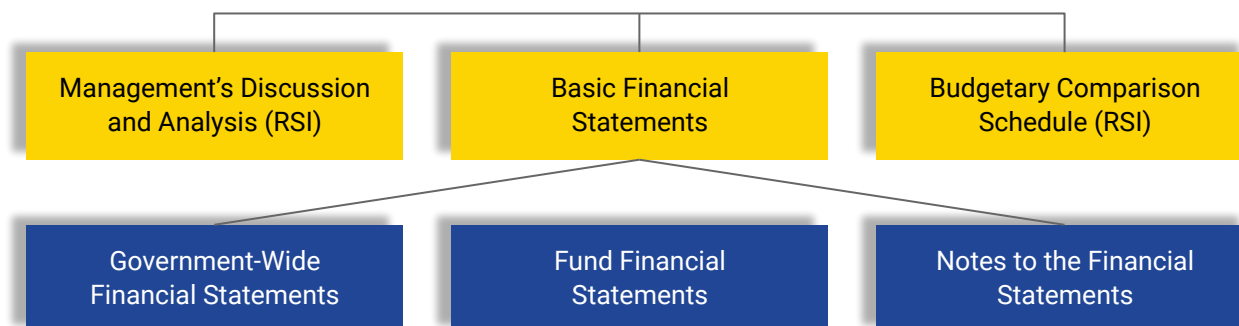 Management’s Discussion
and Analysis (RSI)
Basic Financial
Statements
Budgetary Comparison
Schedule (RSI)
Government-Wide
Financial Statements
Fund Financial
Statements
Notes to the Financial
Statements